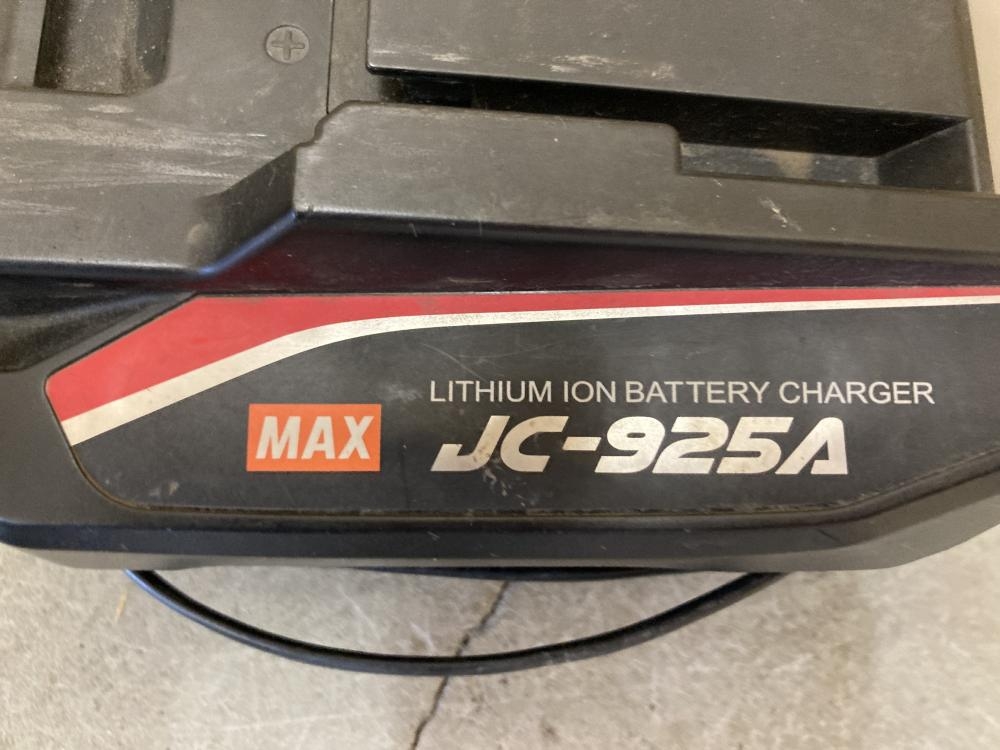 LITHIUM ION BATTERY CHARGER
MAX JC-925A